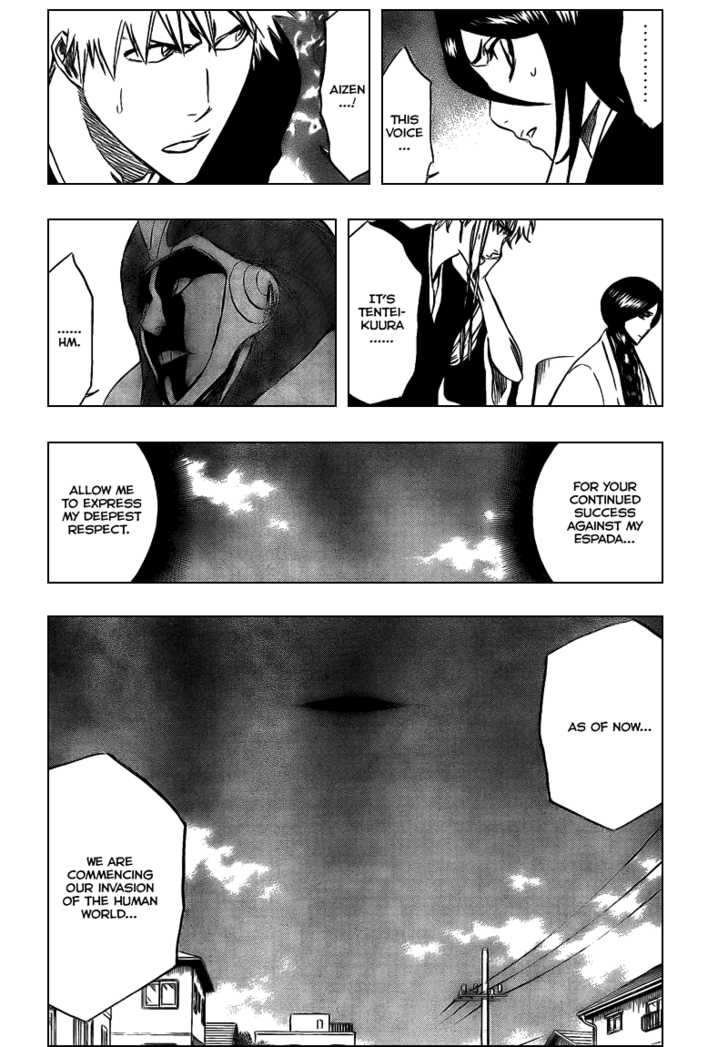 .........
THIS
VOICE
...
AIZEN
...!
IT'S
TENTEI-
KUURA
......
......
HM.
FOR YOUR
CONTINUED
SUCCESS
AGAINST MY
ESPADA...
ALLOW ME
TO EXPRESS
MY DEEPEST
RESPECT.
AS OF NOW...
WE ARE
COMMENCING
OUR INVASION
OF THE HUMAN
WORLD...